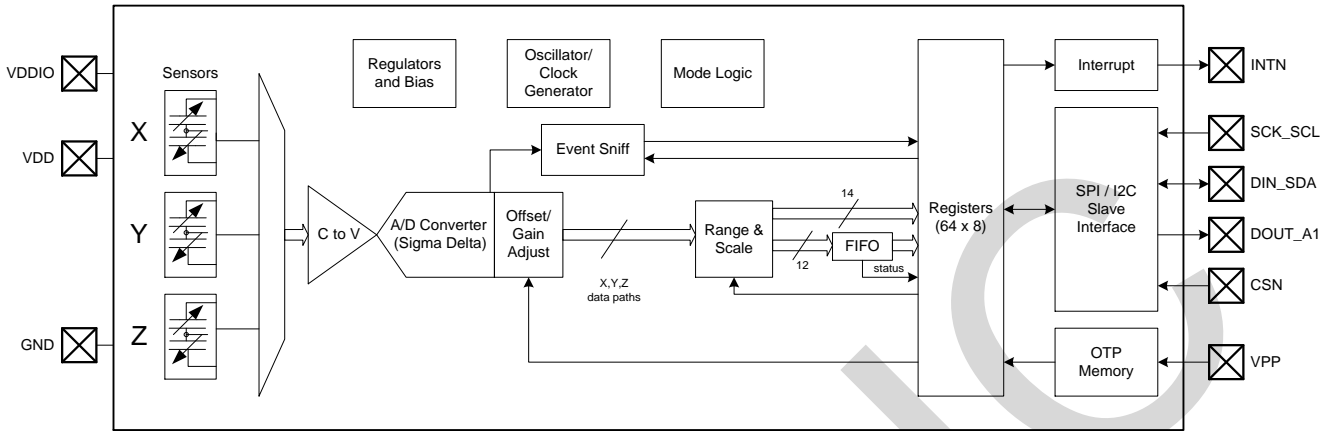 VDDIO
VDD
GND
Sensors
X
Y
Z
C to V
A/D Converter
(Sigma Delta)
Offset/
Gain
Adjust
Regulators
and Bias
Oscillator/
Clock
Generator
Mode Logic
Event Sniff
X,Y,Z
data paths
Range &
Scale
14
12
FIFO
status
Registers
(64 x 8)
Interrupt
SPI / I2C
Slave
Interface
OTP
Memory
INTN
SCK_SCL
DIN_SDA
DOUT_A1
CSN
VPP